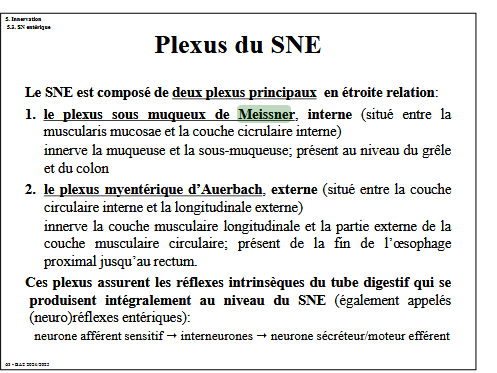 5. Innervation
5.3. SN entérique
Plexus du SNE
Le SNE est composé de deux plexus principaux en étroite relation:
1. le plexus sous muqueux de Meissner, interne (situé entre la
muscularis mucosae et la couche cicrulaire interne)
innerve la muqueuse et la sous-muqueuse; présent au niveau du grêle
et du colon
2. le plexus myentérique d'Auerbach, externe (situé entre la couche
circulaire interne et la longitudinale externe)
innerve la couche musculaire longitudinale et la partie externe de la
couche musculaire circulaire; présent de la fin de l'œsophage
proximal jusqu'au rectum.
Ces plexus assurent les réflexes intrinsèques du tube digestif qui se
produisent intégralement au niveau du SNE (également appelés
(neuro)réflexes entériques):
neurone afférent sensitif → interneurones → neurone sécréteur/moteur efférent